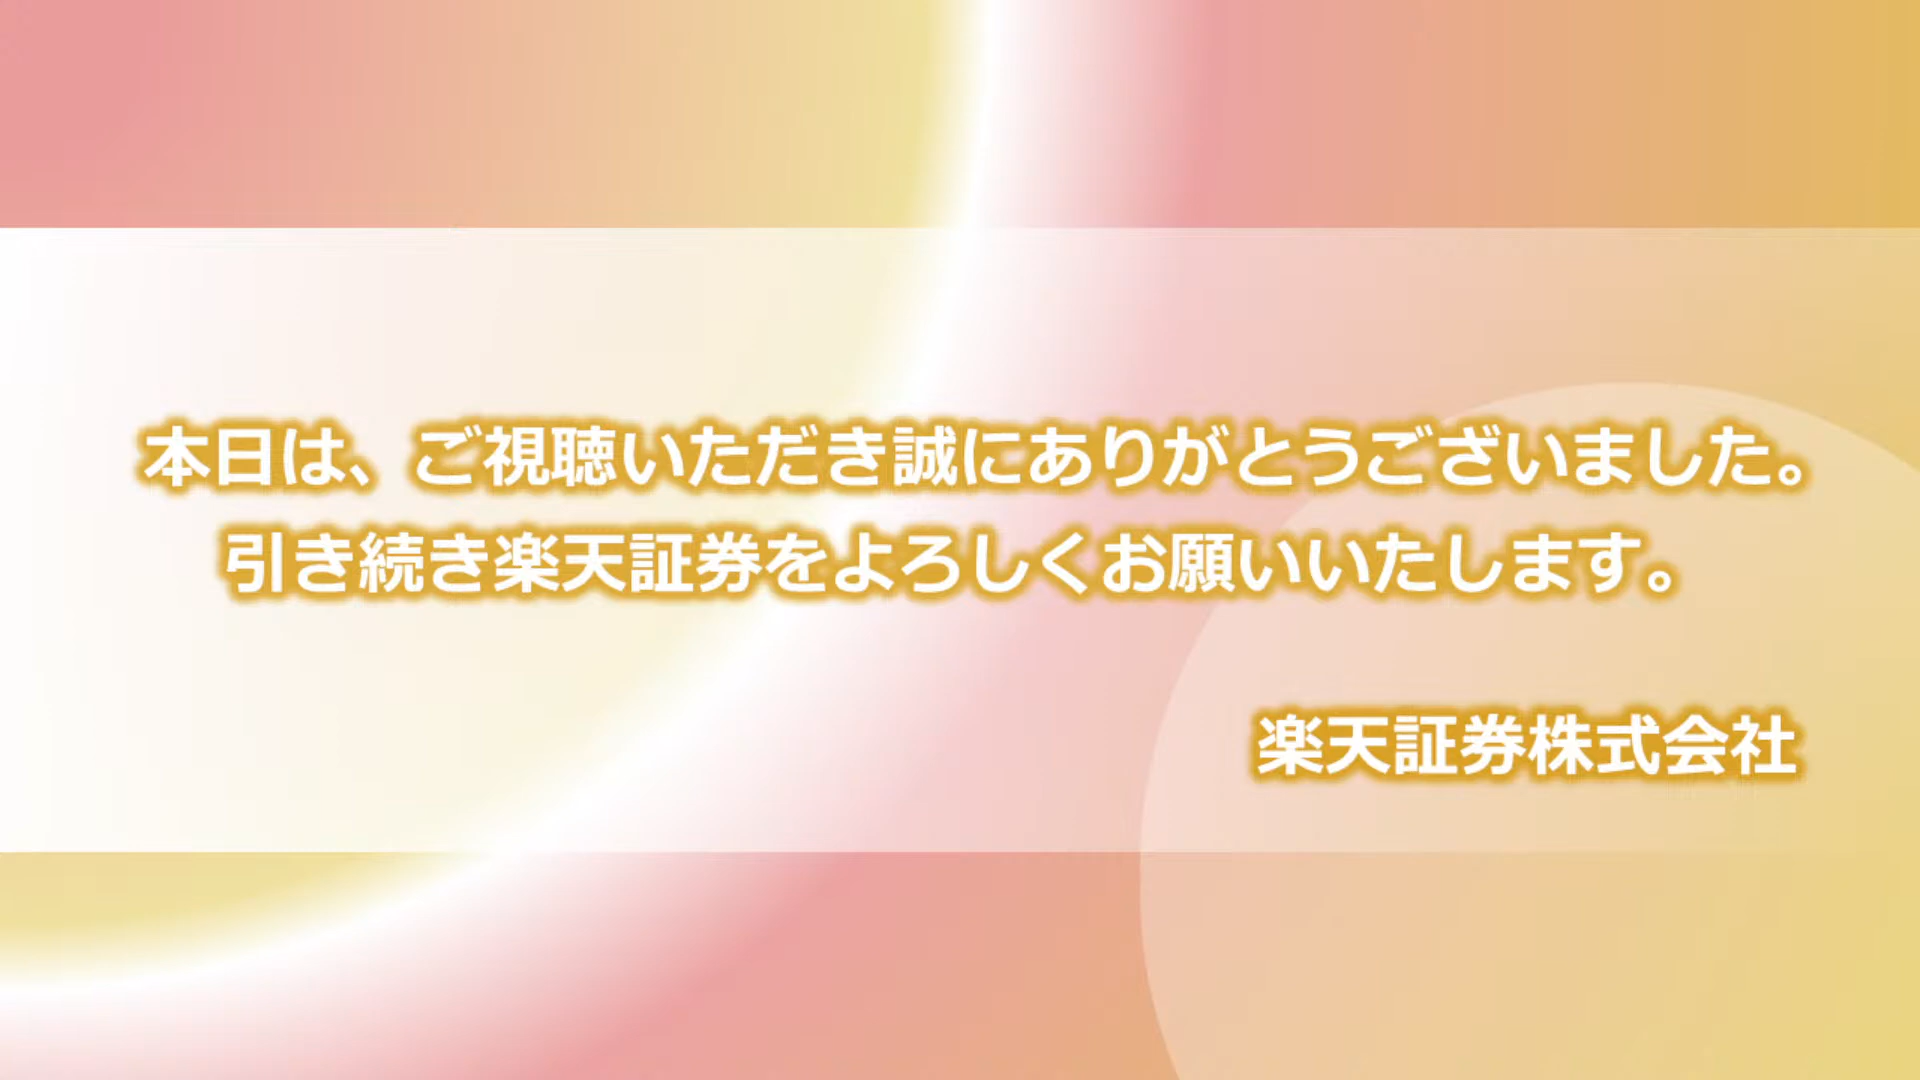 本日は、ご視聴いただき誠にありがとうございました。
引き続き楽天証券をよろしくお願いいたします。
楽天証券株式会社